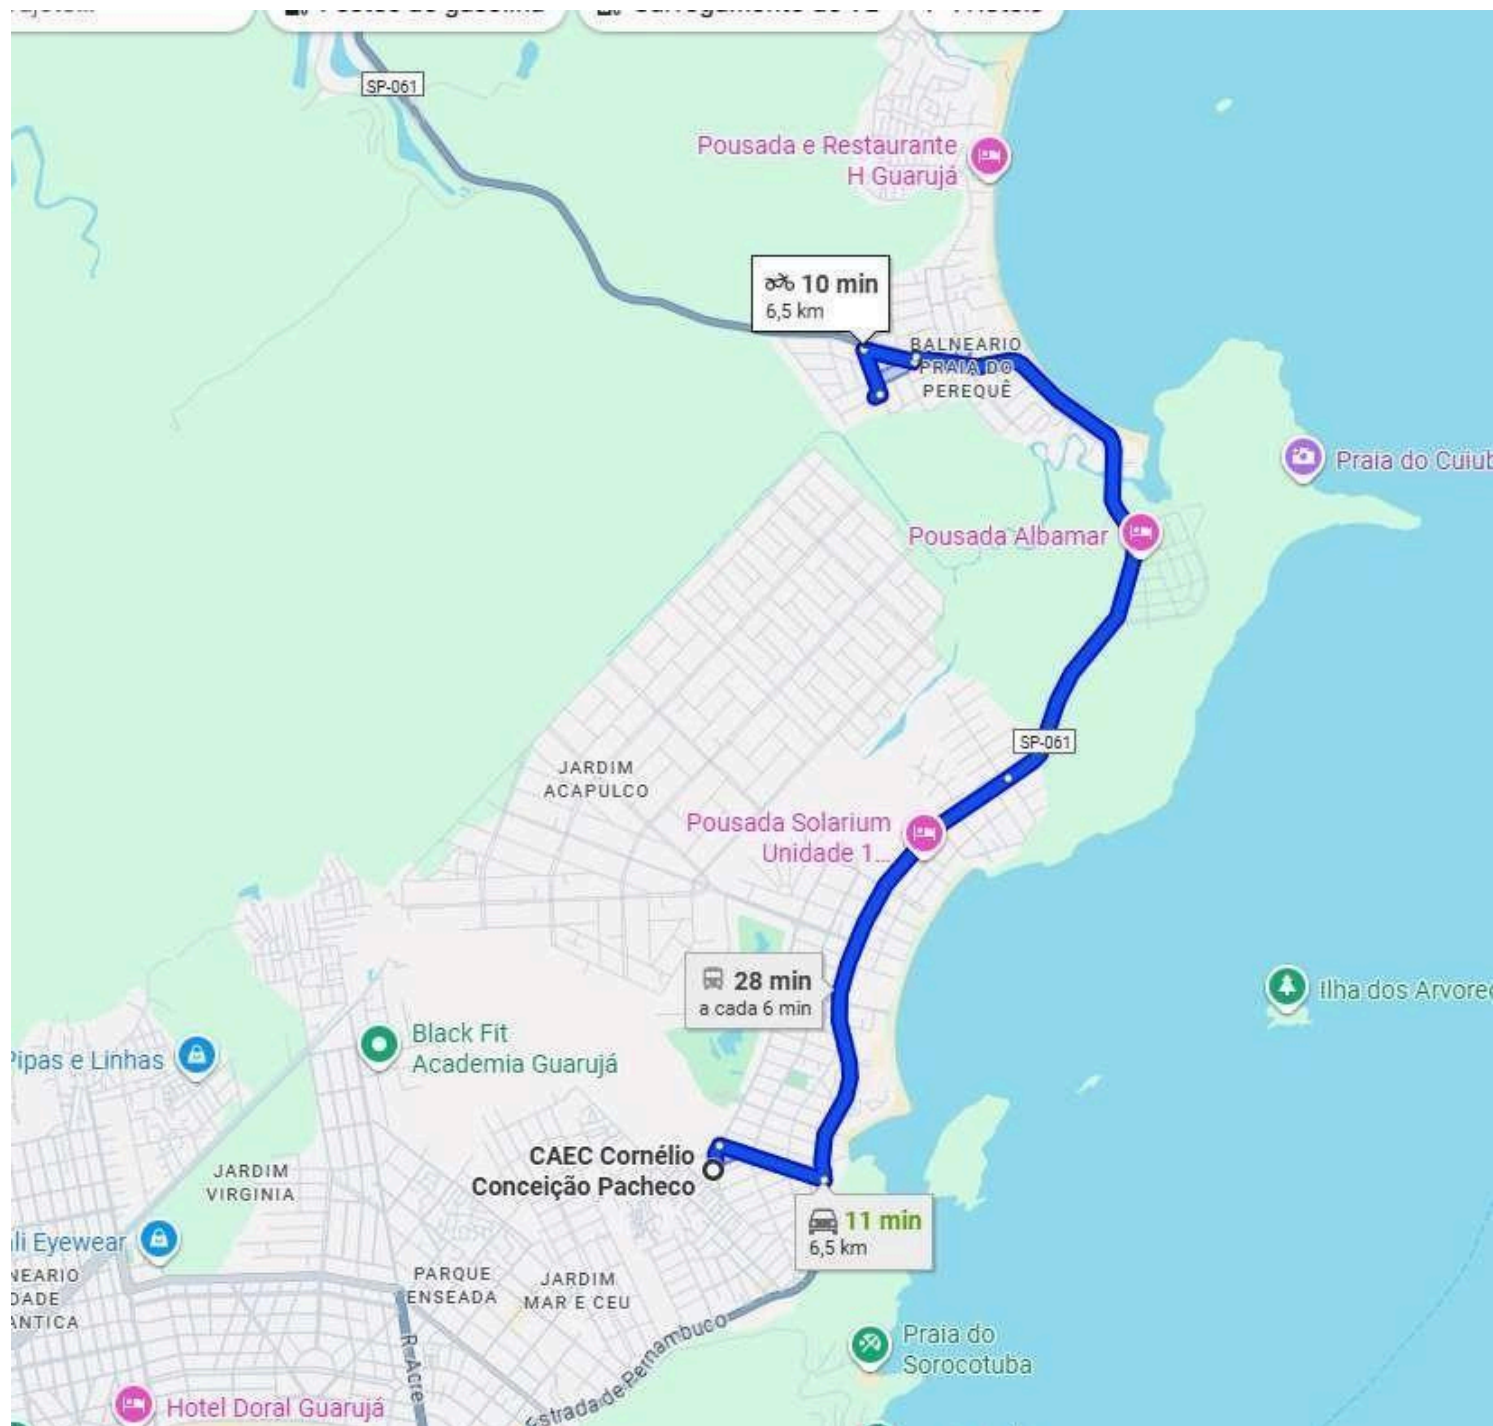 SP-061
Pousada e Restaurante
H Guarujá
10 min
6,5 km
BALNEARIO
PRAIA DO
PEREQUÊ
Praia do Cuiub
Pousada Albamar
SP-061
JARDIM
ACAPULCO
Pousada Solarium
Unidade 1...
28 min
a cada 6 min
Ilha dos Arvored
Black Fit
Academia Guarujá
Pipas e Linhas
CAEC Cornélio
Conceição Pacheco
JARDIM
VIRGINIA
11 min
6,5 km
li Eyewear
NEARIO
DADE
ANTICA
PARQUE
ENSEADA
JARDIM
MAR E CEU
R. Acre
Estrada de Pernambuco
Praia do
Sorocotuba
Hotel Doral Guarujá